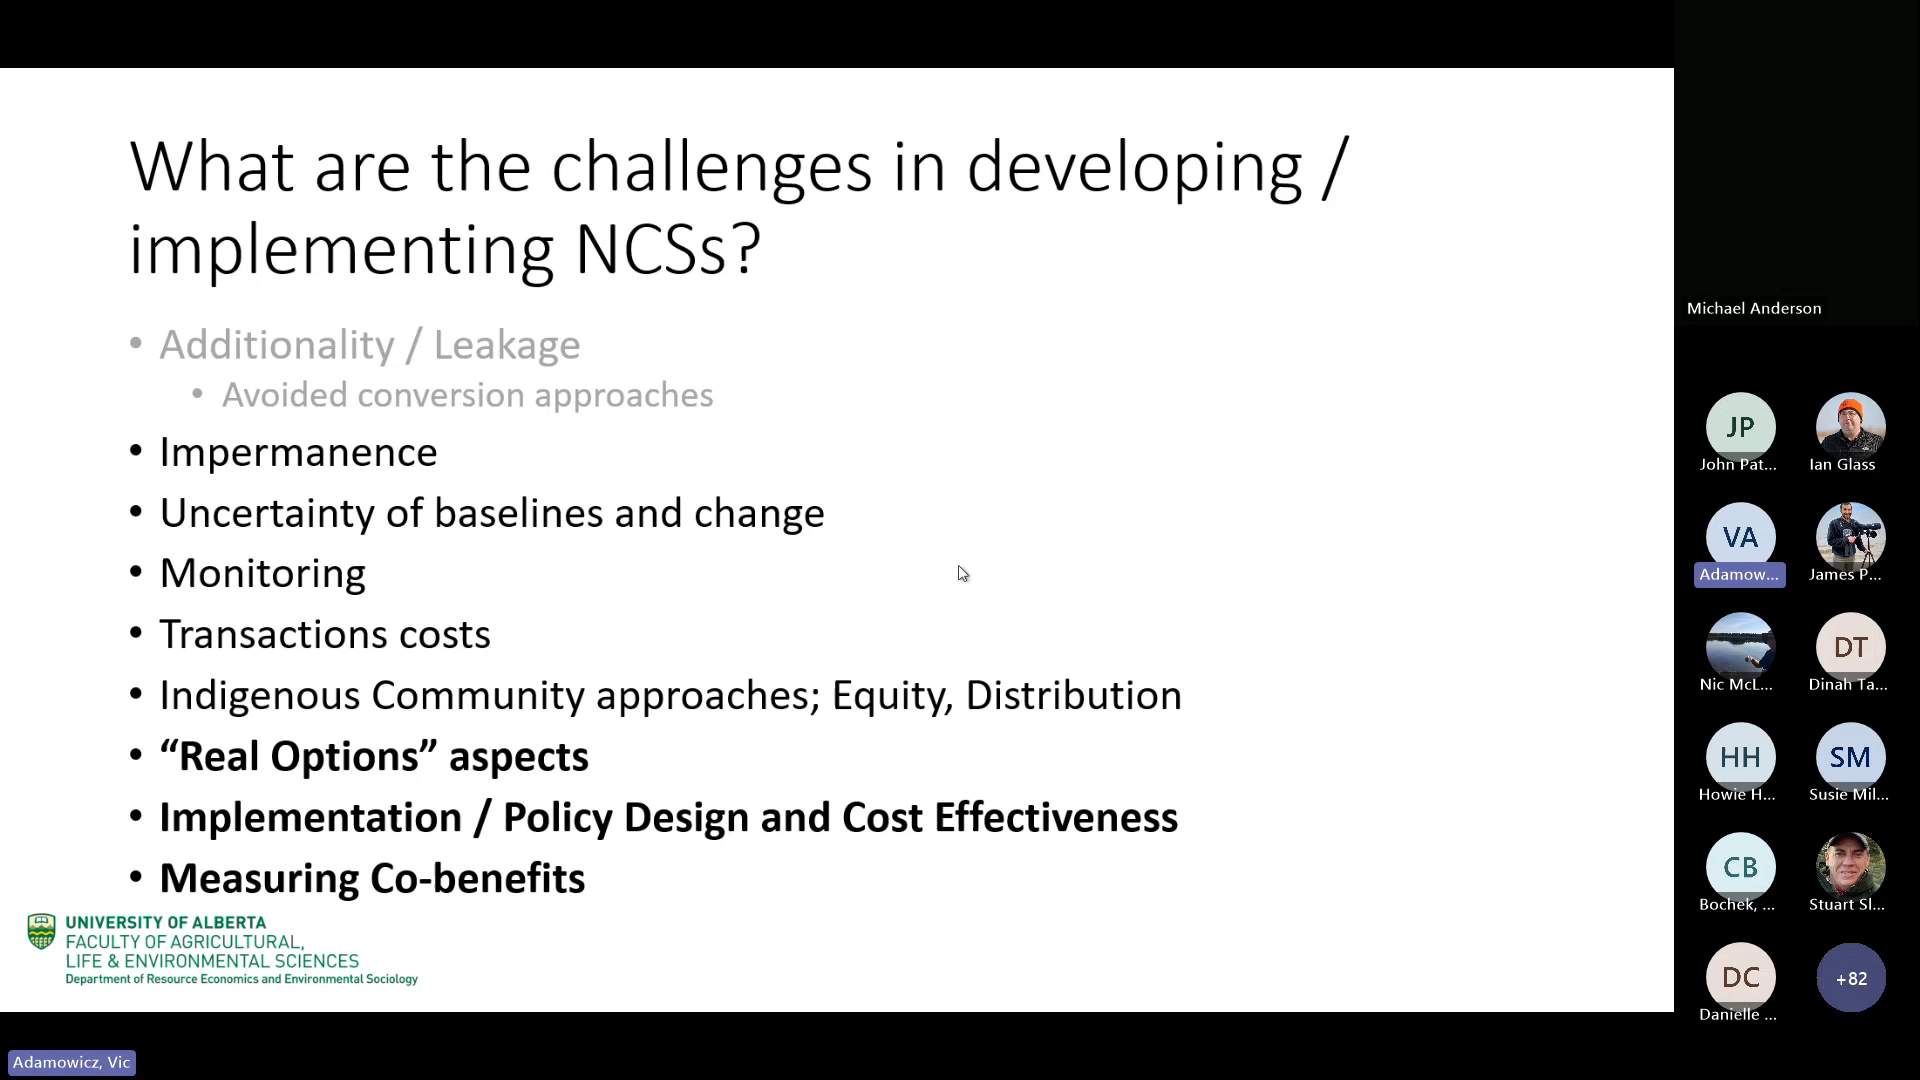 What are the challenges in developing /
implementing NCSs?
• Additionality / Leakage
• Avoided conversion approaches
• Impermanence
• Uncertainty of baselines and change
• Monitoring
• Transactions costs
• Indigenous Community approaches; Equity, Distribution
• “Real Options” aspects
• Implementation / Policy Design and Cost Effectiveness
• Measuring Co-benefits
UNIVERSITY OF ALBERTA
FACULTY OF AGRICULTURAL,
LIFE & ENVIRONMENTAL SCIENCES
Department of Resource Economics and Environmental Sociology
Adamowicz, Vic
Michael Anderson
JP
John Pat...
Ian Glass
VA
Adamow...
James P...
Nic McL...
DT
Dinah Ta...
HH
Howie H...
SM
Susie Mil...
CB
Bochek, ...
Stuart Sl...
DC
Danielle ...
+82